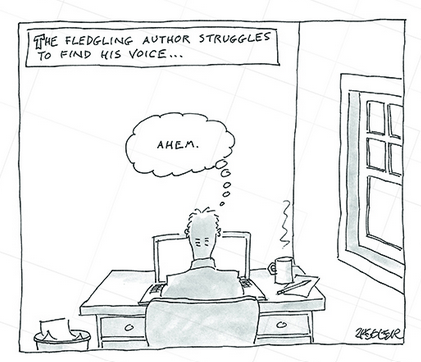 THE FLEDGLING AUTHOR STRUGGLES
TO FIND HIS VOICE...
AHEM.
ZIEGLER